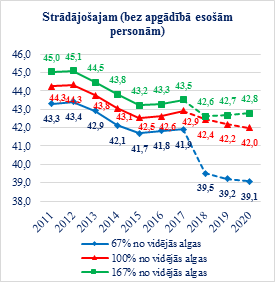 Strādājošajam (bez apgādībā esošām
personām)
46,0
45,0
44,0
43,0
42,0
41,0
40,0
39,0
38,0
45,0 45,1 44,5 43,8 43,2 43,3 43,5 42,6 42,7 42,8
44,3 44,3 43,8 43,1 42,5 42,6 42,9 42,4 42,2 42,0
43,3 43,4 42,9 42,1 41,7 41,8 41,9 39,5 39,2 39,1
2011 2012 2013 2014 2015 2016 2017 2018 2019 2020
67% no vidējās algas
100% no vidējās algas
167% no vidējās algas